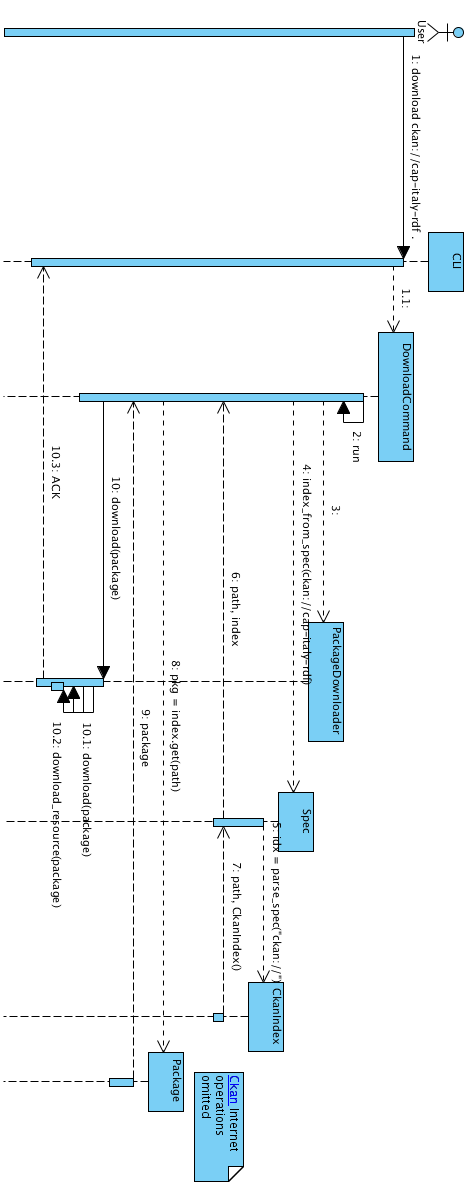 User
1: download ckan://cap-italy-rdf .
CLI
1.1:
DownloadCommand
2: run
3:
PackageDownloader
4: index_from_spec(ckan://cap-italy-rdf)
Spec
5: idx = parse_spec("ckan://")
CkanIndex
6: path, index
7: path, CkanIndex()
8: pkg = index.get(path)
Package
9: package
10: download(package)
10.1: download(package)
10.2: download_resource(package)
10.3: ACK
Ckan Internet
operations
omitted